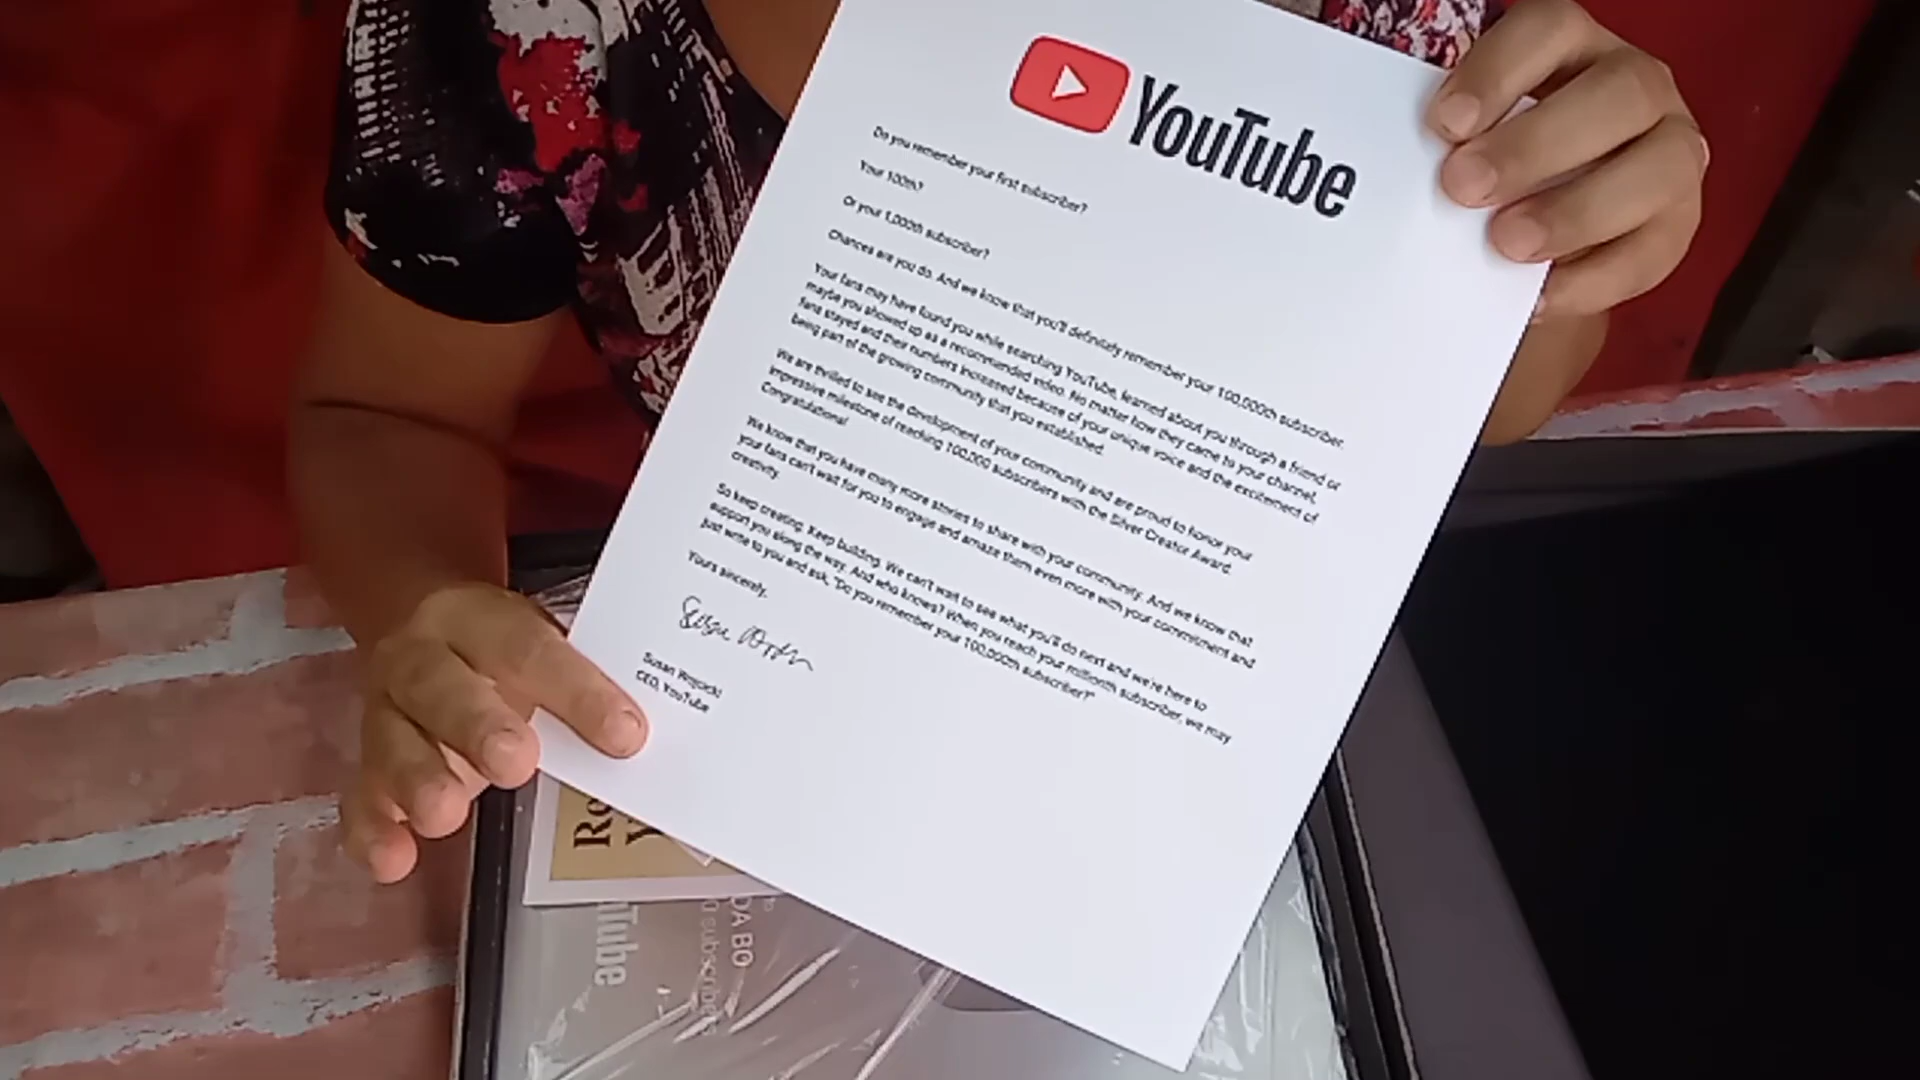 YouTube
Do you remember your first subscriber?
Your 100th?
Or your 1,000th subscriber?
Chances are you do. And we know that you'll definitely remember your 100,000th subscriber.
Your fans may have found you while searching YouTube, learned about you through a friend or
maybe you showed up as a recommended video. No matter how they came to your channel,
fans stayed and their numbers increased because of your unique voice and the excitement of
being part of the growing community that you established.
We are thrilled to see the development of your community and are proud to honor your
impressive milestone of reaching 100,000 subscribers with the Silver Creator Award.
Congratulations!
We know that you have many more stories to share with your community. And we know that
your fans can't wait for you to engage and amaze them even more with your commitment and
creativity.
So keep creating. Keep building. We can't wait to see what you'll do next and we're here to
support you along the way. And who knows? When you reach your millionth subscriber, we may
just write to you and ask, "Do you remember your 100,000th subscriber?"
Yours sincerely,
Susan Wojcicki
CEO, YouTube
Tube
DA BO
subscribe